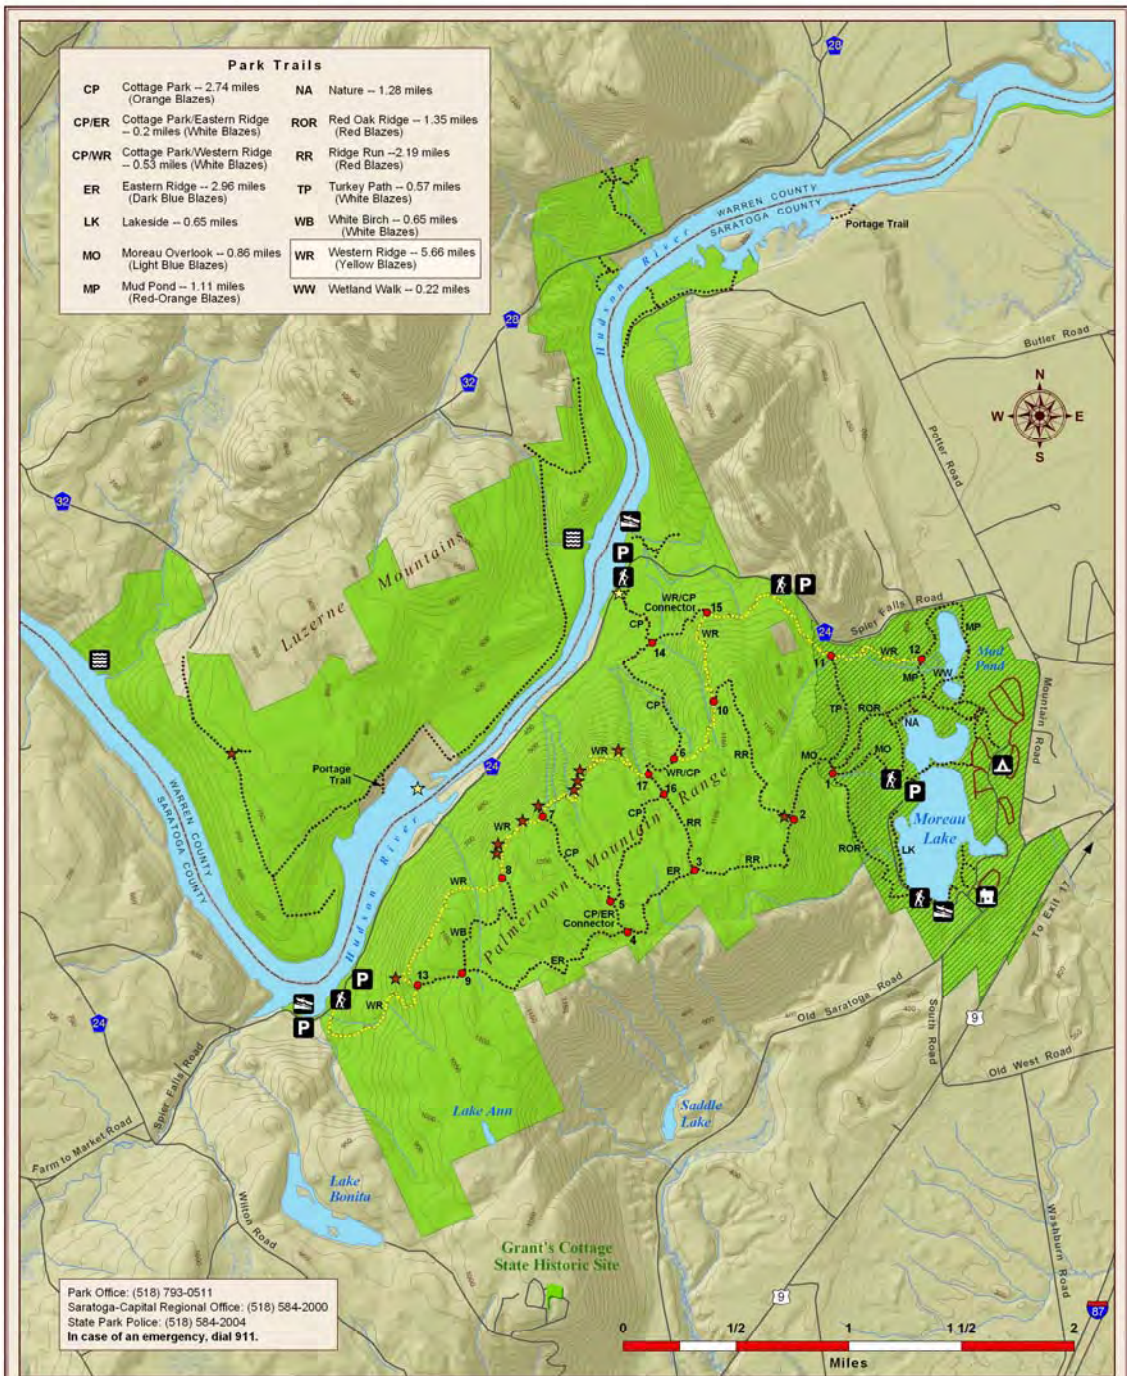 Park Trails
CP Cottage Park -- 2.74 miles
(Orange Blazes)
CP/ER Cottage Park/Eastern Ridge
-- 0.2 miles (White Blazes)
CP/WR Cottage Park/Western Ridge
-- 0.53 miles (White Blazes)
ER Eastern Ridge -- 2.96 miles
(Dark Blue Blazes)
LK Lakeside -- 0.65 miles
MO Moreau Overlook -- 0.86 miles
(Light Blue Blazes)
MP Mud Pond -- 1.11 miles
(Red-Orange Blazes)
NA Nature -- 1.28 miles
ROR Red Oak Ridge -- 1.35 miles
(Red Blazes)
RR Ridge Run --2.19 miles
(Red Blazes)
TP Turkey Path -- 0.57 miles
(White Blazes)
WB White Birch -- 0.65 miles
(White Blazes)
WR Western Ridge -- 5.66 miles
(Yellow Blazes)
WW Wetland Walk -- 0.22 miles
28
28
32
32
WARREN COUNTY
SARATOGA COUNTY
Hudson River
Portage Trail
Butler Road
N
W E
S
Potter Road
Luzerne Mountains
P
WR/CP
Connector
15
P
Spier Falls Road
24
CP
14
WR
11
WR
12
MP
Mud
Pond
MP
WW
Mountain Road
10
CP
TP
ROR
NA
WR
6
RR
MO
MO
WR/CP
17
16
1
P
Portage
Trail
24
WARREN COUNTY
SARATOGA COUNTY
WR
7
CP
RR
2
Moreau
Lake
LK
ROR
Palmertown Mountain Range
WR
8
CP
ER
3
RR
5
CP/ER
Connector
4
WB
ER
To Exit 17
Hudson River
13
9
P
WR
P
24
Spier Falls Road
Old Saratoga Road
South Road
9
Old West Road
Lake Ann
Saddle
Lake
Farm to Market Road
Lake
Bonita
Wilton Road
Washburn Road
Grant's Cottage
State Historic Site
9
87
Park Office: (518) 793-0511
Saratoga-Capital Regional Office: (518) 584-2000
State Park Police: (518) 584-2004
In case of an emergency, dial 911.
0 1/2 1 1 1/2 2
Miles